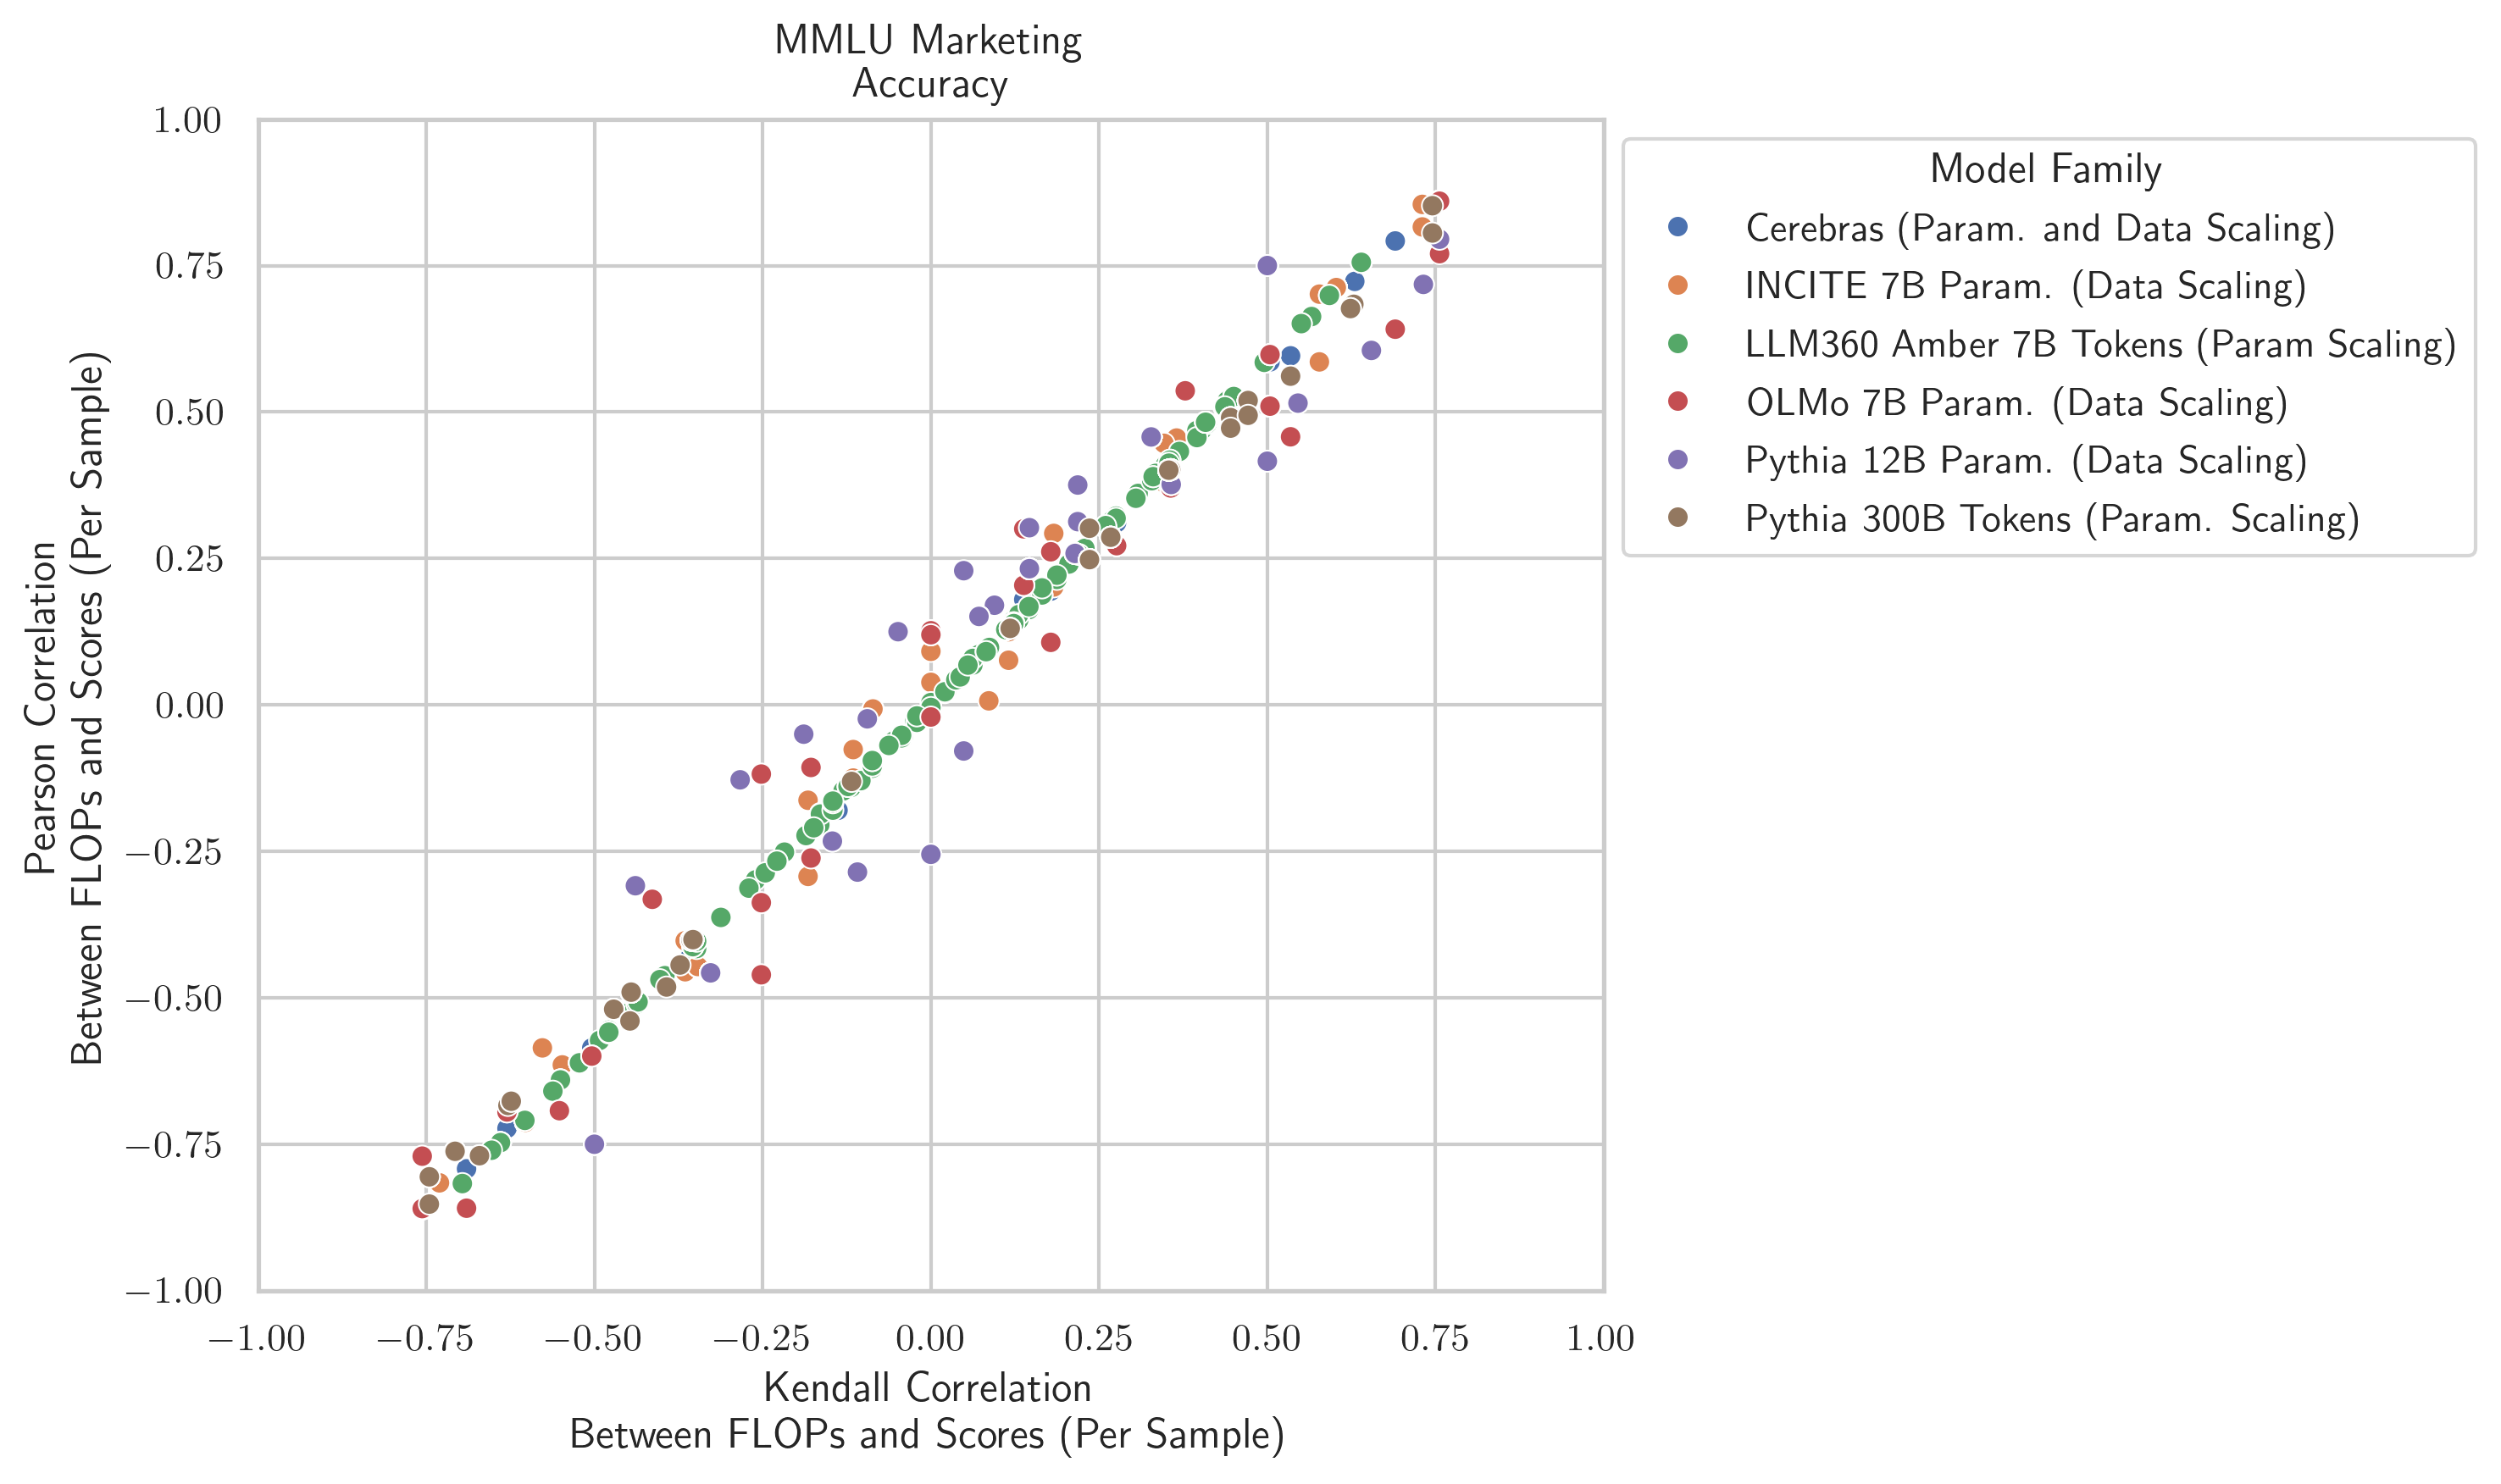 MMLU Marketing
Accuracy
Pearson Correlation
Between FLOPs and Scores (Per Sample)
1.00
0.75
0.50
0.25
0.00
−0.25
−0.50
−0.75
−1.00
−1.00 −0.75 −0.50 −0.25 0.00 0.25 0.50 0.75 1.00
Kendall Correlation
Between FLOPs and Scores (Per Sample)
Model Family
Cerebras (Param. and Data Scaling)
INCITE 7B Param. (Data Scaling)
LLM360 Amber 7B Tokens (Param Scaling)
OLMo 7B Param. (Data Scaling)
Pythia 12B Param. (Data Scaling)
Pythia 300B Tokens (Param. Scaling)